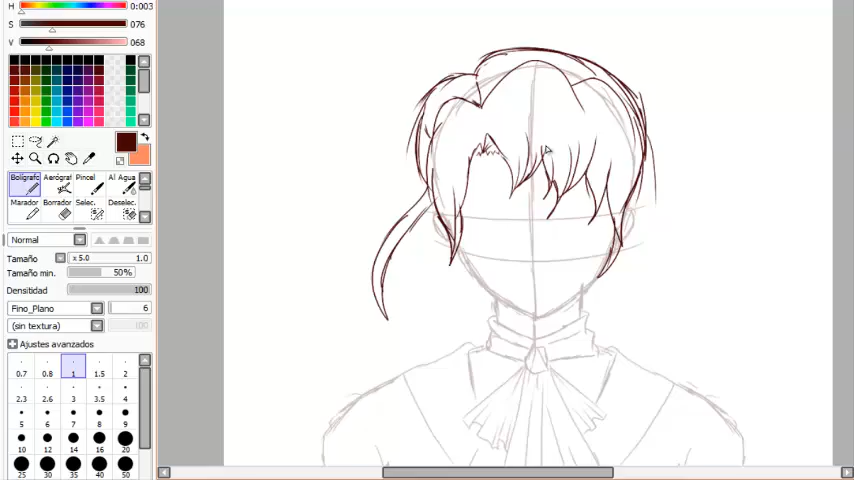 H 0:003
S 076
V 068
Bolígrafo Aerógraf Pincel Al Agua
Marador Borrador Selec. Deselec.
Normal
Tamaño x 5.0 1.0
Tamaño min. 50%
Densitidad 100
Fino_Plano 6
(sin textura) 100
Ajustes avanzados
0.7 0.8 1 1.5 2
2.3 2.6 3 3.5 4
5 6 7 8 9
10 12 14 16 20
25 30 35 40 50